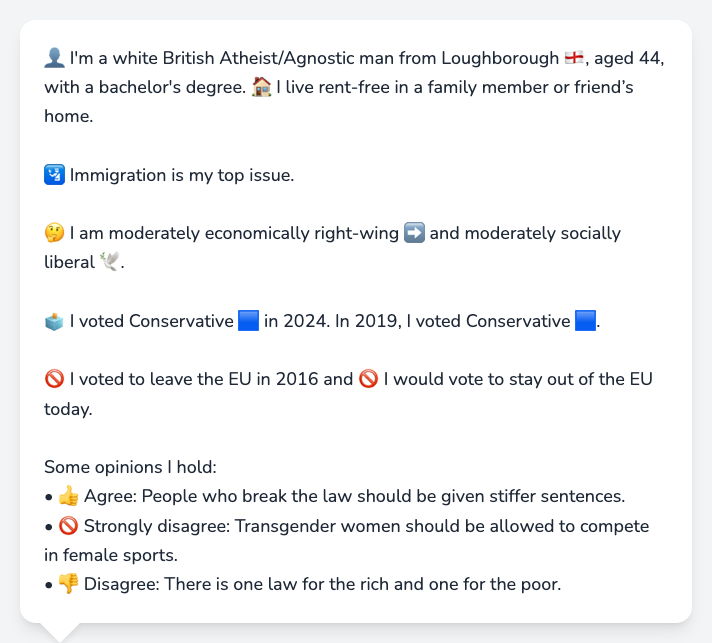 👤 I'm a white British Atheist/Agnostic man from Loughborough 🏴󠁧󠁢󠁥󠁮󠁧󠁿, aged 44,
with a bachelor's degree. 🏠 I live rent-free in a family member or friend’s
home.
🛂 Immigration is my top issue.
🤔 I am moderately economically right-wing ➡️ and moderately socially
liberal 🕊️.
🗳️ I voted Conservative 🟦 in 2024. In 2019, I voted Conservative 🟦.
🚫 I voted to leave the EU in 2016 and 🚫 I would vote to stay out of the EU
today.
Some opinions I hold:
• 👍 Agree: People who break the law should be given stiffer sentences.
• 🚫 Strongly disagree: Transgender women should be allowed to compete
in female sports.
• 👎 Disagree: There is one law for the rich and one for the poor.